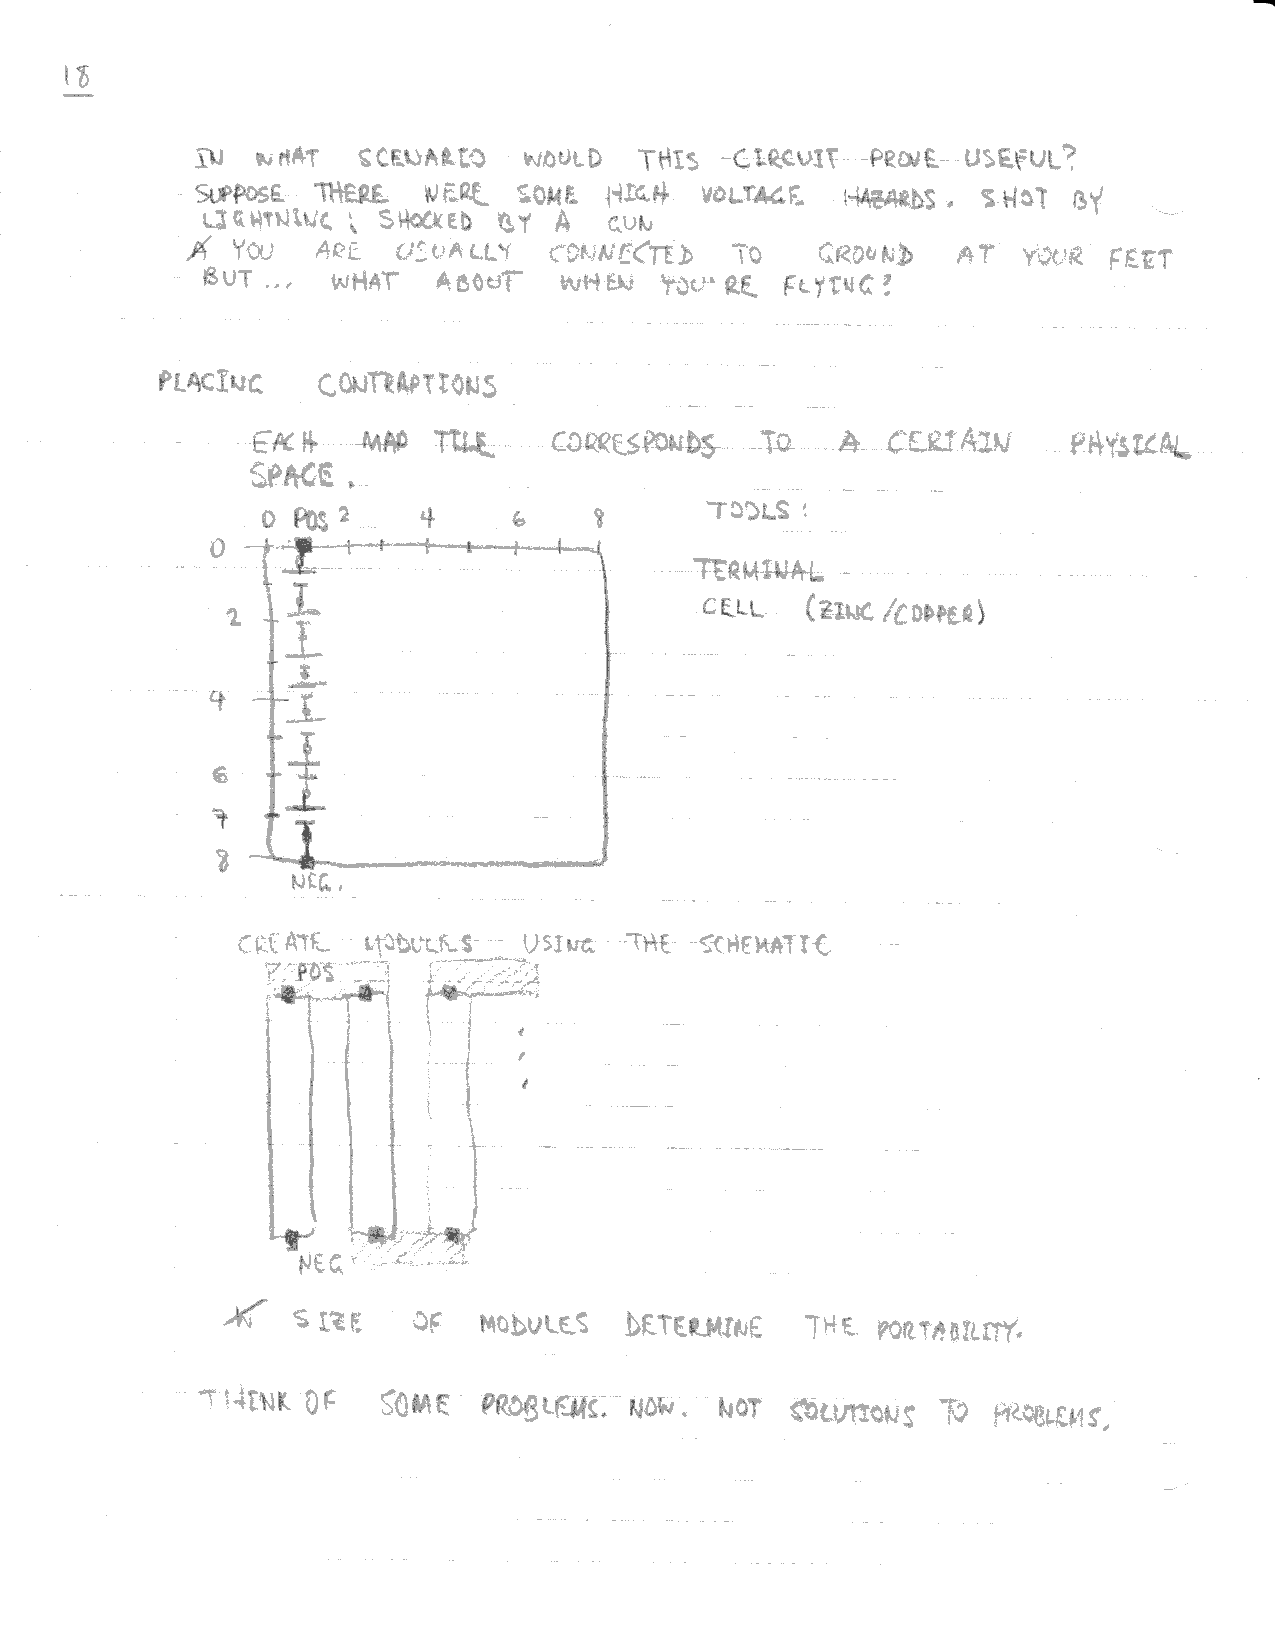 18
IN WHAT SCENARIO WOULD THIS CIRCUIT PROVE USEFUL?
SUPPOSE THERE WERE SOME HIGH VOLTAGE HAZARDS. SHOT BY
LIGHTNING; SHOCKED BY A GUN
YOU ARE USUALLY CONNECTED TO GROUND AT YOUR FEET
BUT... WHAT ABOUT WHEN YOU'RE FLYING?
PLACING CONTRAPTIONS
EACH MAP TILE CORRESPONDS TO A CERTAIN PHYSICAL
SPACE.
TOOLS:
0 POS 2 4 6 8
0
TERMINAL
CELL (ZINC/COPPER)
2
4
6
7
8
NEG.
CREATE MODULES USING THE SCHEMATIC
POS
NEG
SIZE OF MODULES DETERMINE THE PORTABILITY.
THINK OF SOME PROBLEMS. NOW. NOT SOLUTIONS TO PROBLEMS.